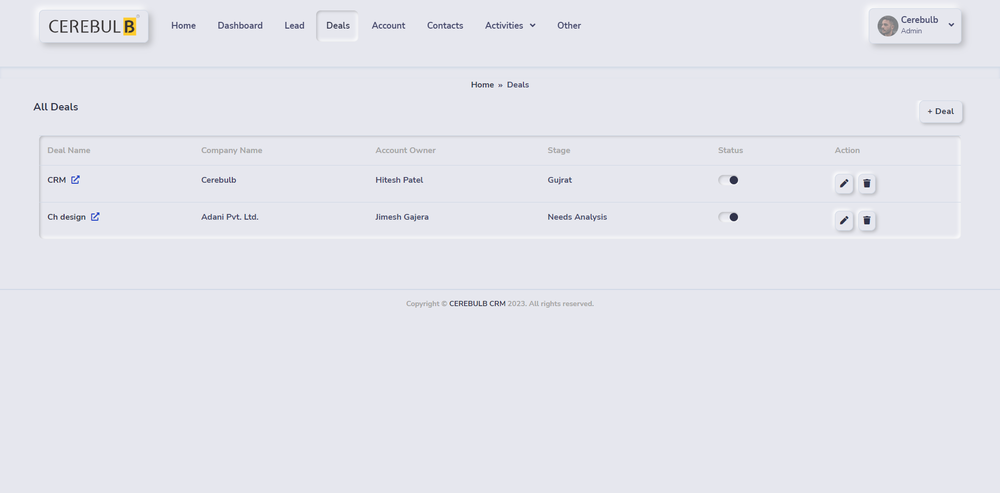 CEREBULB®
Home Dashboard Lead Deals Account Contacts Activities Other
Cerebulb
Admin
Home » Deals
All Deals
+ Deal
Deal Name Company Name Account Owner Stage Status Action
CRM Cerebulb Hitesh Patel Gujrat
Ch design Adani Pvt. Ltd. Jimesh Gajera Needs Analysis
Copyright © CEREBULB CRM 2023. All rights reserved.